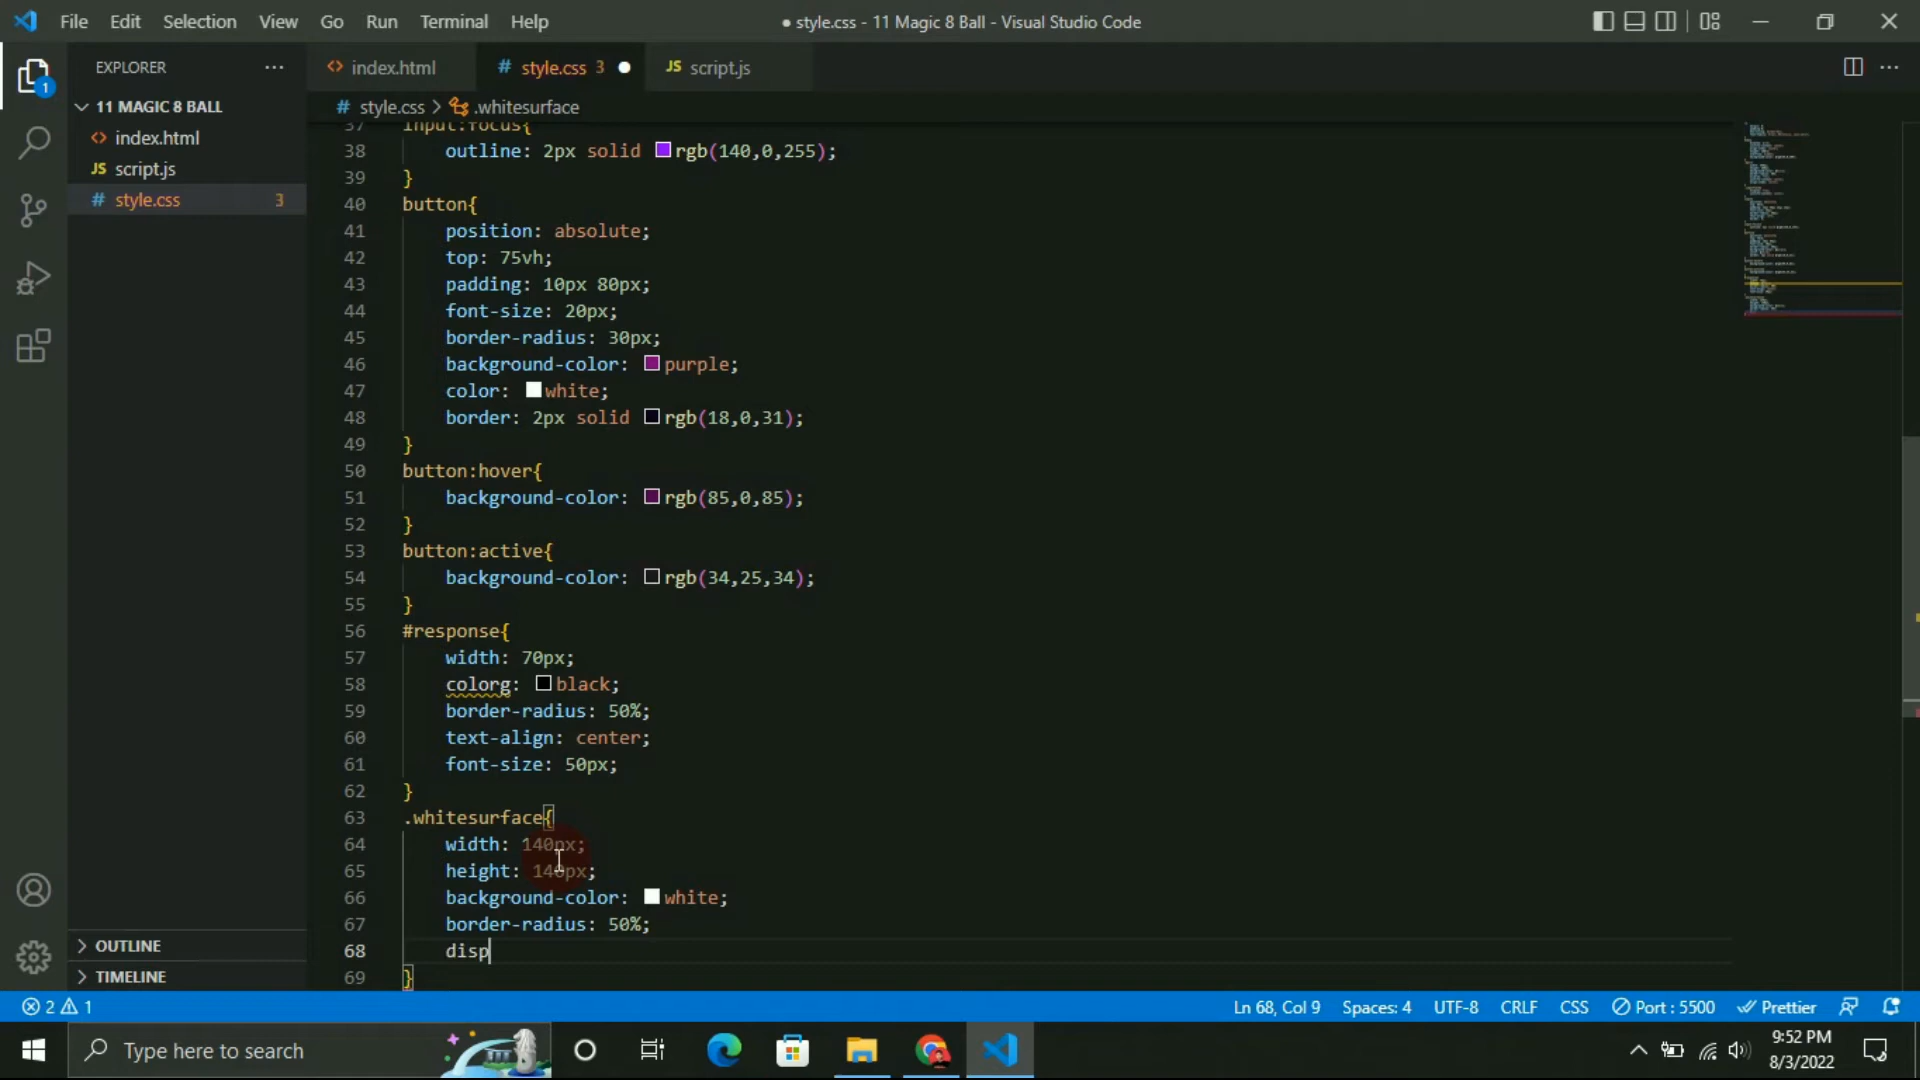 File Edit Selection View Go Run Terminal Help
● style.css - 11 Magic 8 Ball - Visual Studio Code
EXPLORER ...
index.html
# style.css 3 ●
JS script.js
1
11 MAGIC 8 BALL
# style.css > .whitesurface
<> index.html
JS script.js
# style.css 3
37 input:focus{
38 outline: 2px solid rgb(140,0,255);
39 }
40 button{
41 position: absolute;
42 top: 75vh;
43 padding: 10px 80px;
44 font-size: 20px;
45 border-radius: 30px;
46 background-color: purple;
47 color: white;
48 border: 2px solid rgb(18,0,31);
49 }
50 button:hover{
51 background-color: rgb(85,0,85);
52 }
53 button:active{
54 background-color: rgb(34,25,34);
55 }
56 #response{
57 width: 70px;
58 colorg: black;
59 border-radius: 50%;
60 text-align: center;
61 font-size: 50px;
62 }
63 .whitesurface{
64 width: 140px;
65 height: 140px;
66 background-color: white;
67 border-radius: 50%;
68 disp
69 }
OUTLINE
TIMELINE
2 1
Ln 68, Col 9 Spaces: 4 UTF-8 CRLF CSS Port : 5500 Prettier
Type here to search
9:52 PM
8/3/2022